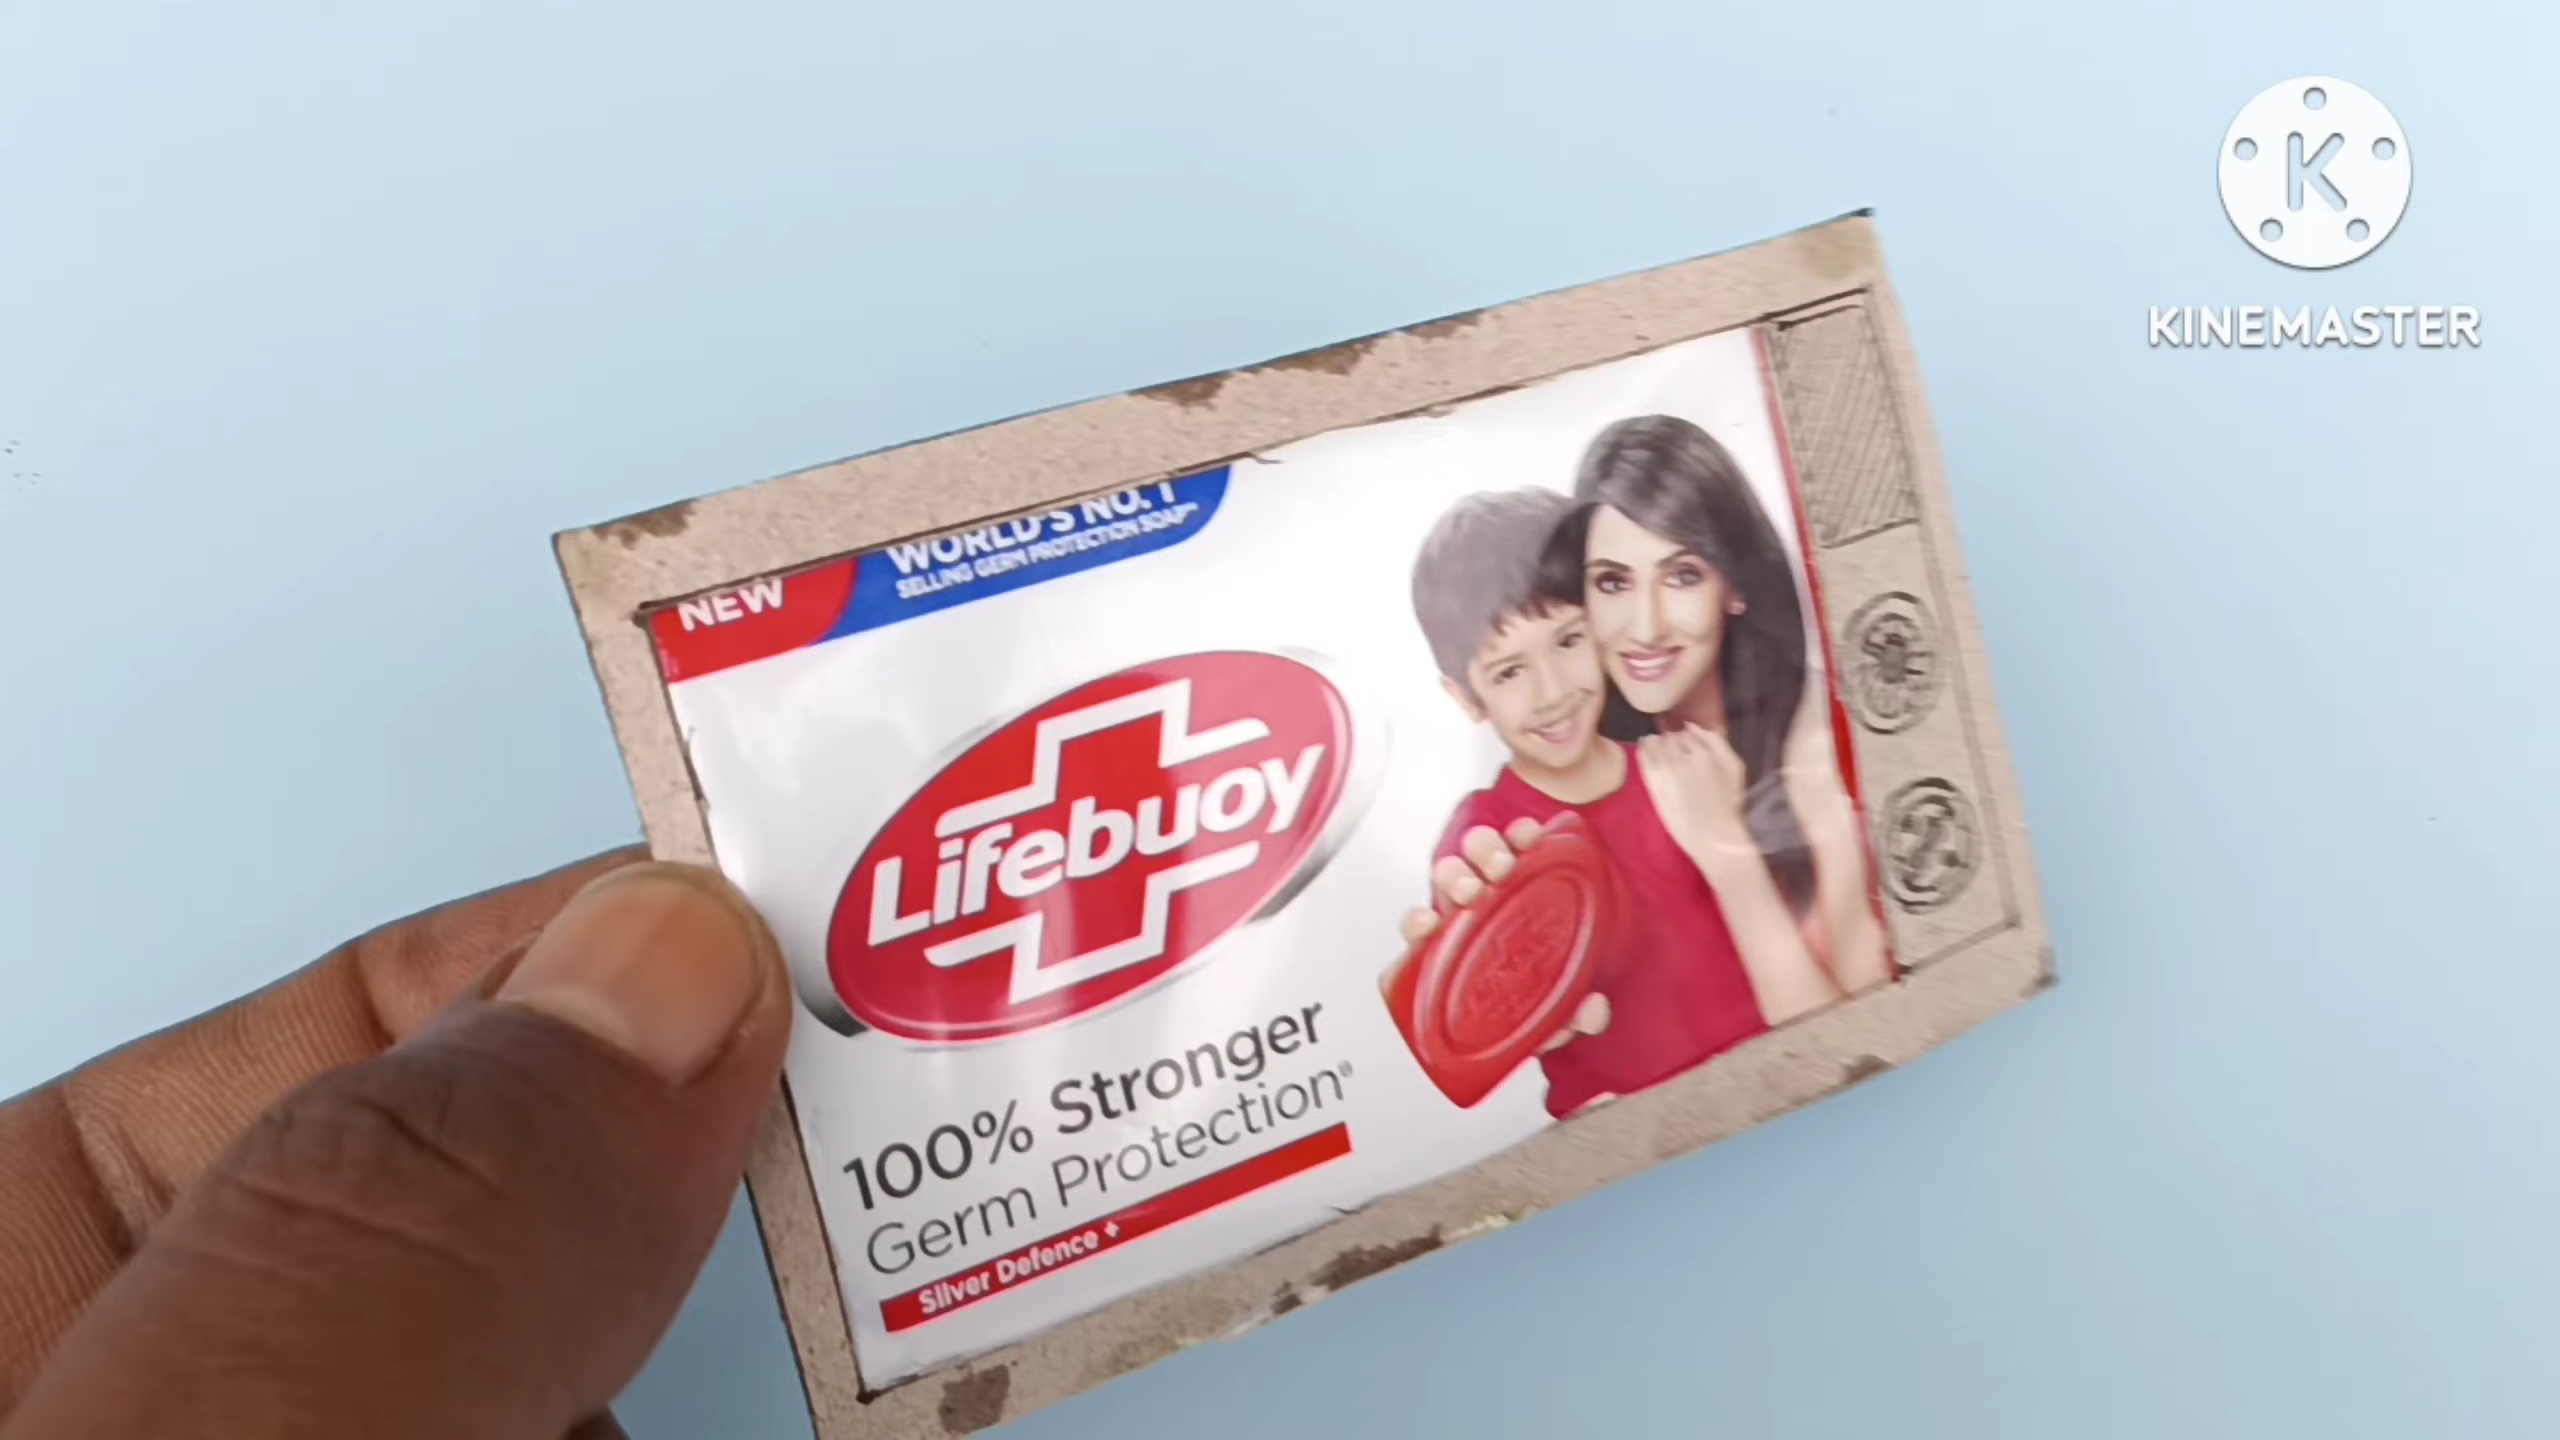 KINEMASTER
NEW
WORLD'S NO. 1
SELLING GERM PROTECTION SOAP
Lifebuoy
100% Stronger
Germ Protection®
Silver Defence +